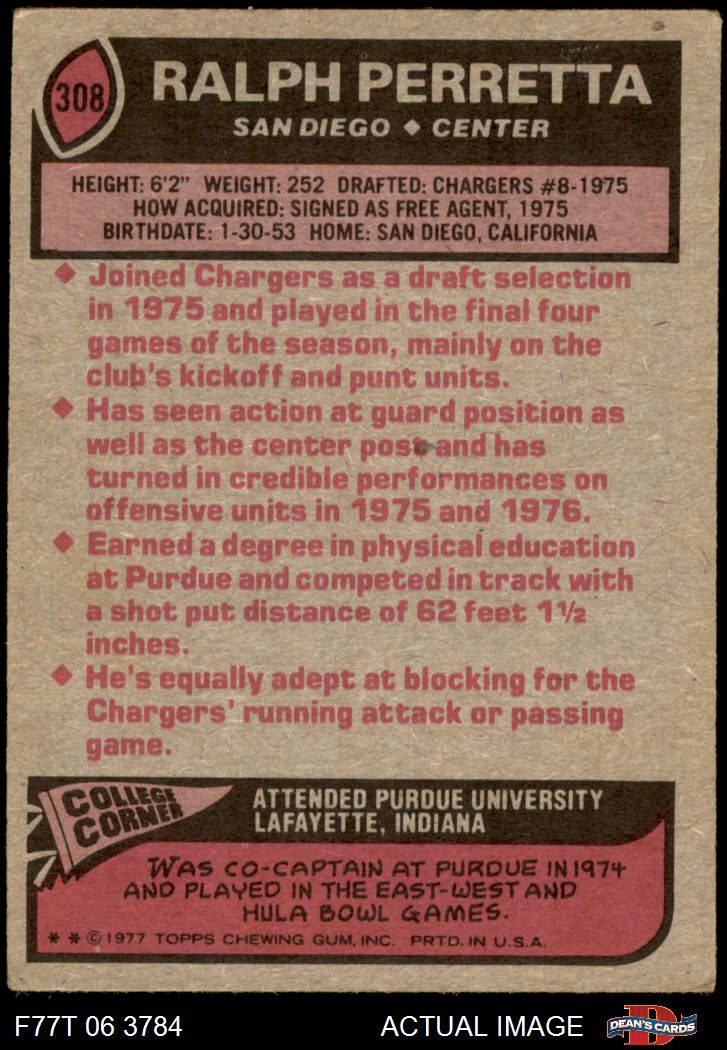 308
RALPH PERRETTA
SAN DIEGO ◆ CENTER
HEIGHT: 6'2" WEIGHT: 252 DRAFTED: CHARGERS #8-1975
HOW ACQUIRED: SIGNED AS FREE AGENT, 1975
BIRTHDATE: 1-30-53 HOME: SAN DIEGO, CALIFORNIA
◆ Joined Chargers as a draft selection
in 1975 and played in the final four
games of the season, mainly on the
club's kickoff and punt units.
◆ Has seen action at guard position as
well as the center post and has
turned in credible performances on
offensive units in 1975 and 1976.
◆ Earned a degree in physical education
at Purdue and competed in track with
a shot put distance of 62 feet 1½
inches.
◆ He's equally adept at blocking for the
Chargers' running attack or passing
game.
COLLEGE
CORNER
ATTENDED PURDUE UNIVERSITY
LAFAYETTE, INDIANA
WAS CO-CAPTAIN AT PURDUE IN 1974
AND PLAYED IN THE EAST-WEST AND
HULA BOWL GAMES.
* * © 1977 TOPPS CHEWING GUM, INC. PRTD. IN U.S.A.
F77T 06 3784 ACTUAL IMAGE
D
DEAN'S CARDS